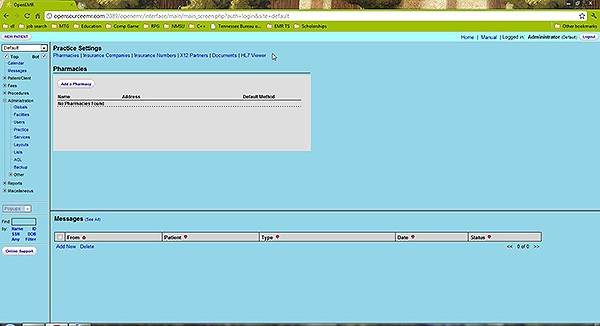 OpenEMR
opensourceemr.com:2089/openemr/interface/main/main_screen.php?auth=login&site=default
dl job search MTG Education Comp Game RPG NMSU C++ Tennessee Bureau o... EMR TS Scholarships Other bookmarks
NEW PATIENT Home | Manual | Logged in: Administrator (Default) Logout
Default
Top Bot
Calendar
Messages
Patient/Client
Fees
Procedures
Administration
Globals
Facilities
Users
Practice
Services
Layouts
Lists
ACL
Backup
Other
Reports
Miscellaneous
Popups
Find:
by: Name ID
SSN DOB
Any Filter
Online Support
Practice Settings
Pharmacies | Insurance Companies | Insurance Numbers | X12 Partners | Documents | HL7 Viewer
Pharmacies
Add a Pharmacy
Name Address Default Method
No Pharmacies Found
Messages (See All)
From Patient Type Date Status
Add New Delete << 0 of 0 >>